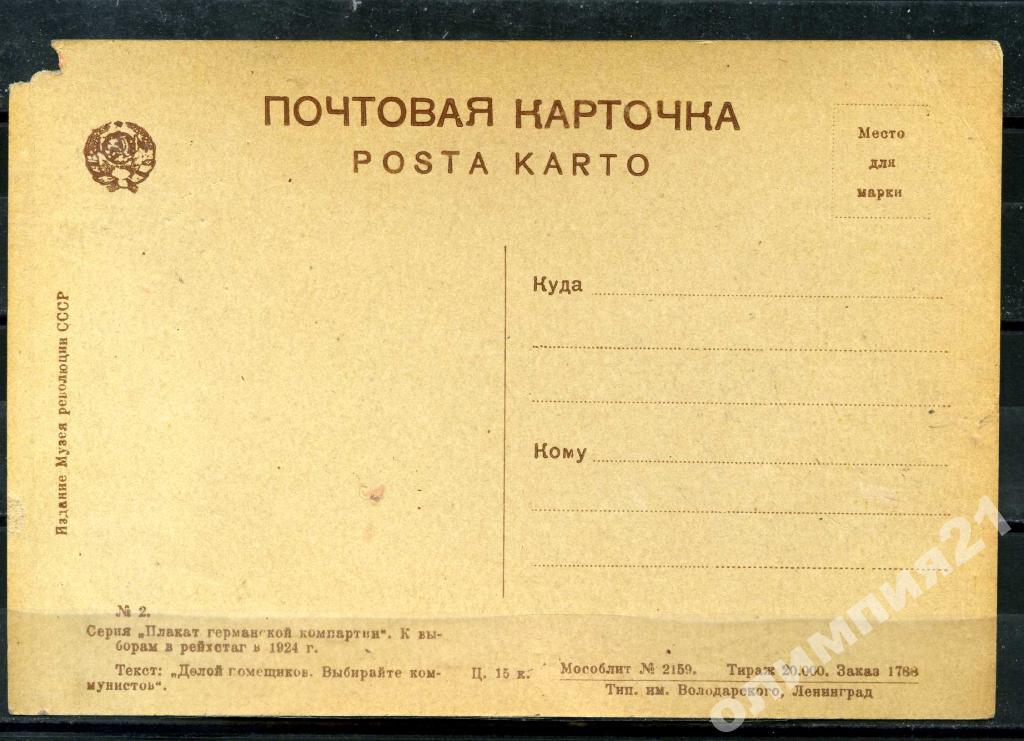 ПОЧТОВАЯ КАРТОЧКА
POSTA KARTO
Место
для
марки
Издание Музея революции СССР
Куда
Кому
№ 2.
Серия „Плакат германской компартии". К вы-
борам в рейхстаг в 1924 г.
Текст: „Долой помещиков. Выбирайте ком-
мунистов".
Ц. 15 к.
Мособлит № 2159. Тираж 20.000. Заказ 1788
Тип. им. Володарского, Ленинград
олимпия21